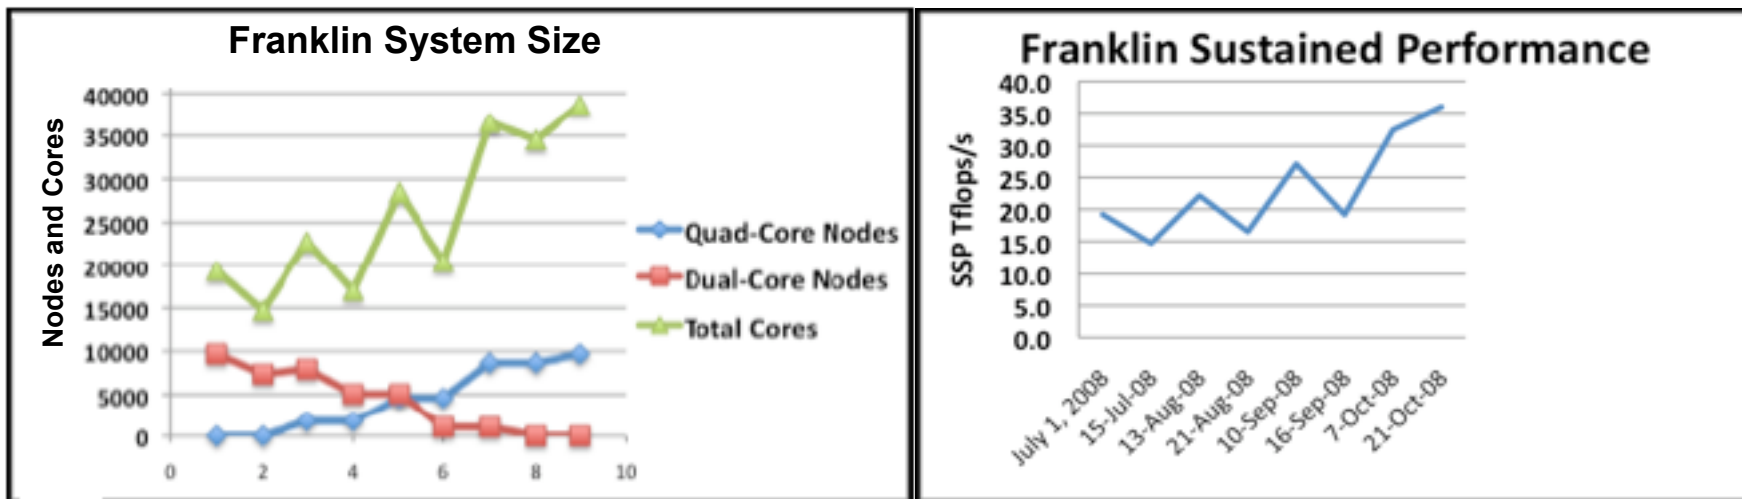 Franklin System Size
Nodes and Cores
40000
35000
30000
25000
20000
15000
10000
5000
0
0 2 4 6 8 10
Quad-Core Nodes
Dual-Core Nodes
Total Cores
Franklin Sustained Performance
SSP Tflops/s
40.0
35.0
30.0
25.0
20.0
15.0
10.0
5.0
0.0
July 1, 2008
15-Jul-08
13-Aug-08
21-Aug-08
10-Sep-08
16-Sep-08
7-Oct-08
21-Oct-08